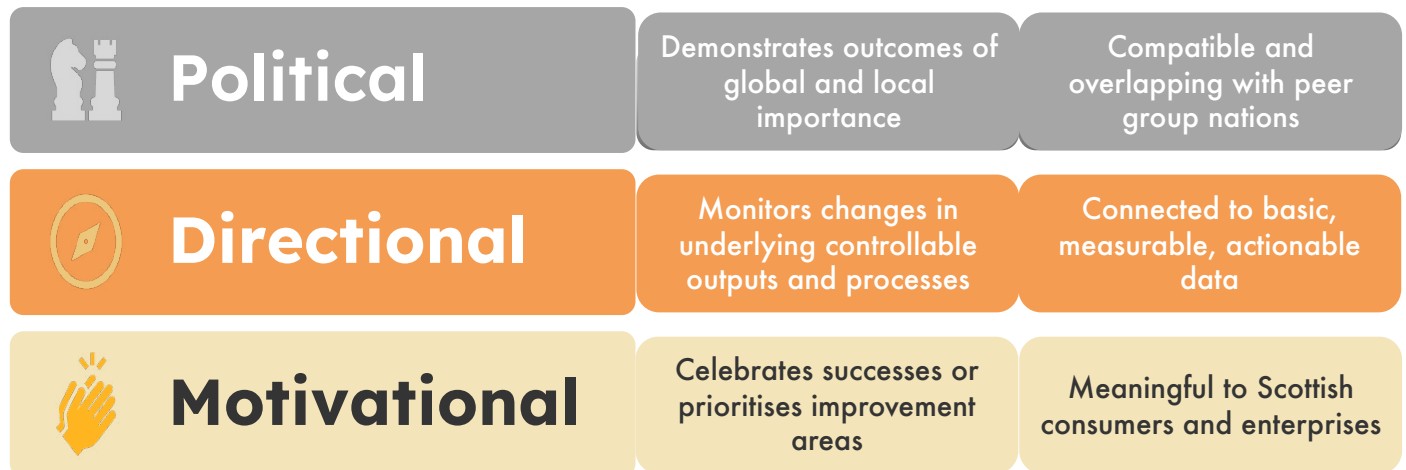 Political
Demonstrates outcomes of
global and local
importance
Compatible and
overlapping with peer
group nations
Directional
Monitors changes in
underlying controllable
outputs and processes
Connected to basic,
measurable, actionable
data
Motivational
Celebrates successes or
prioritises improvement
areas
Meaningful to Scottish
consumers and enterprises